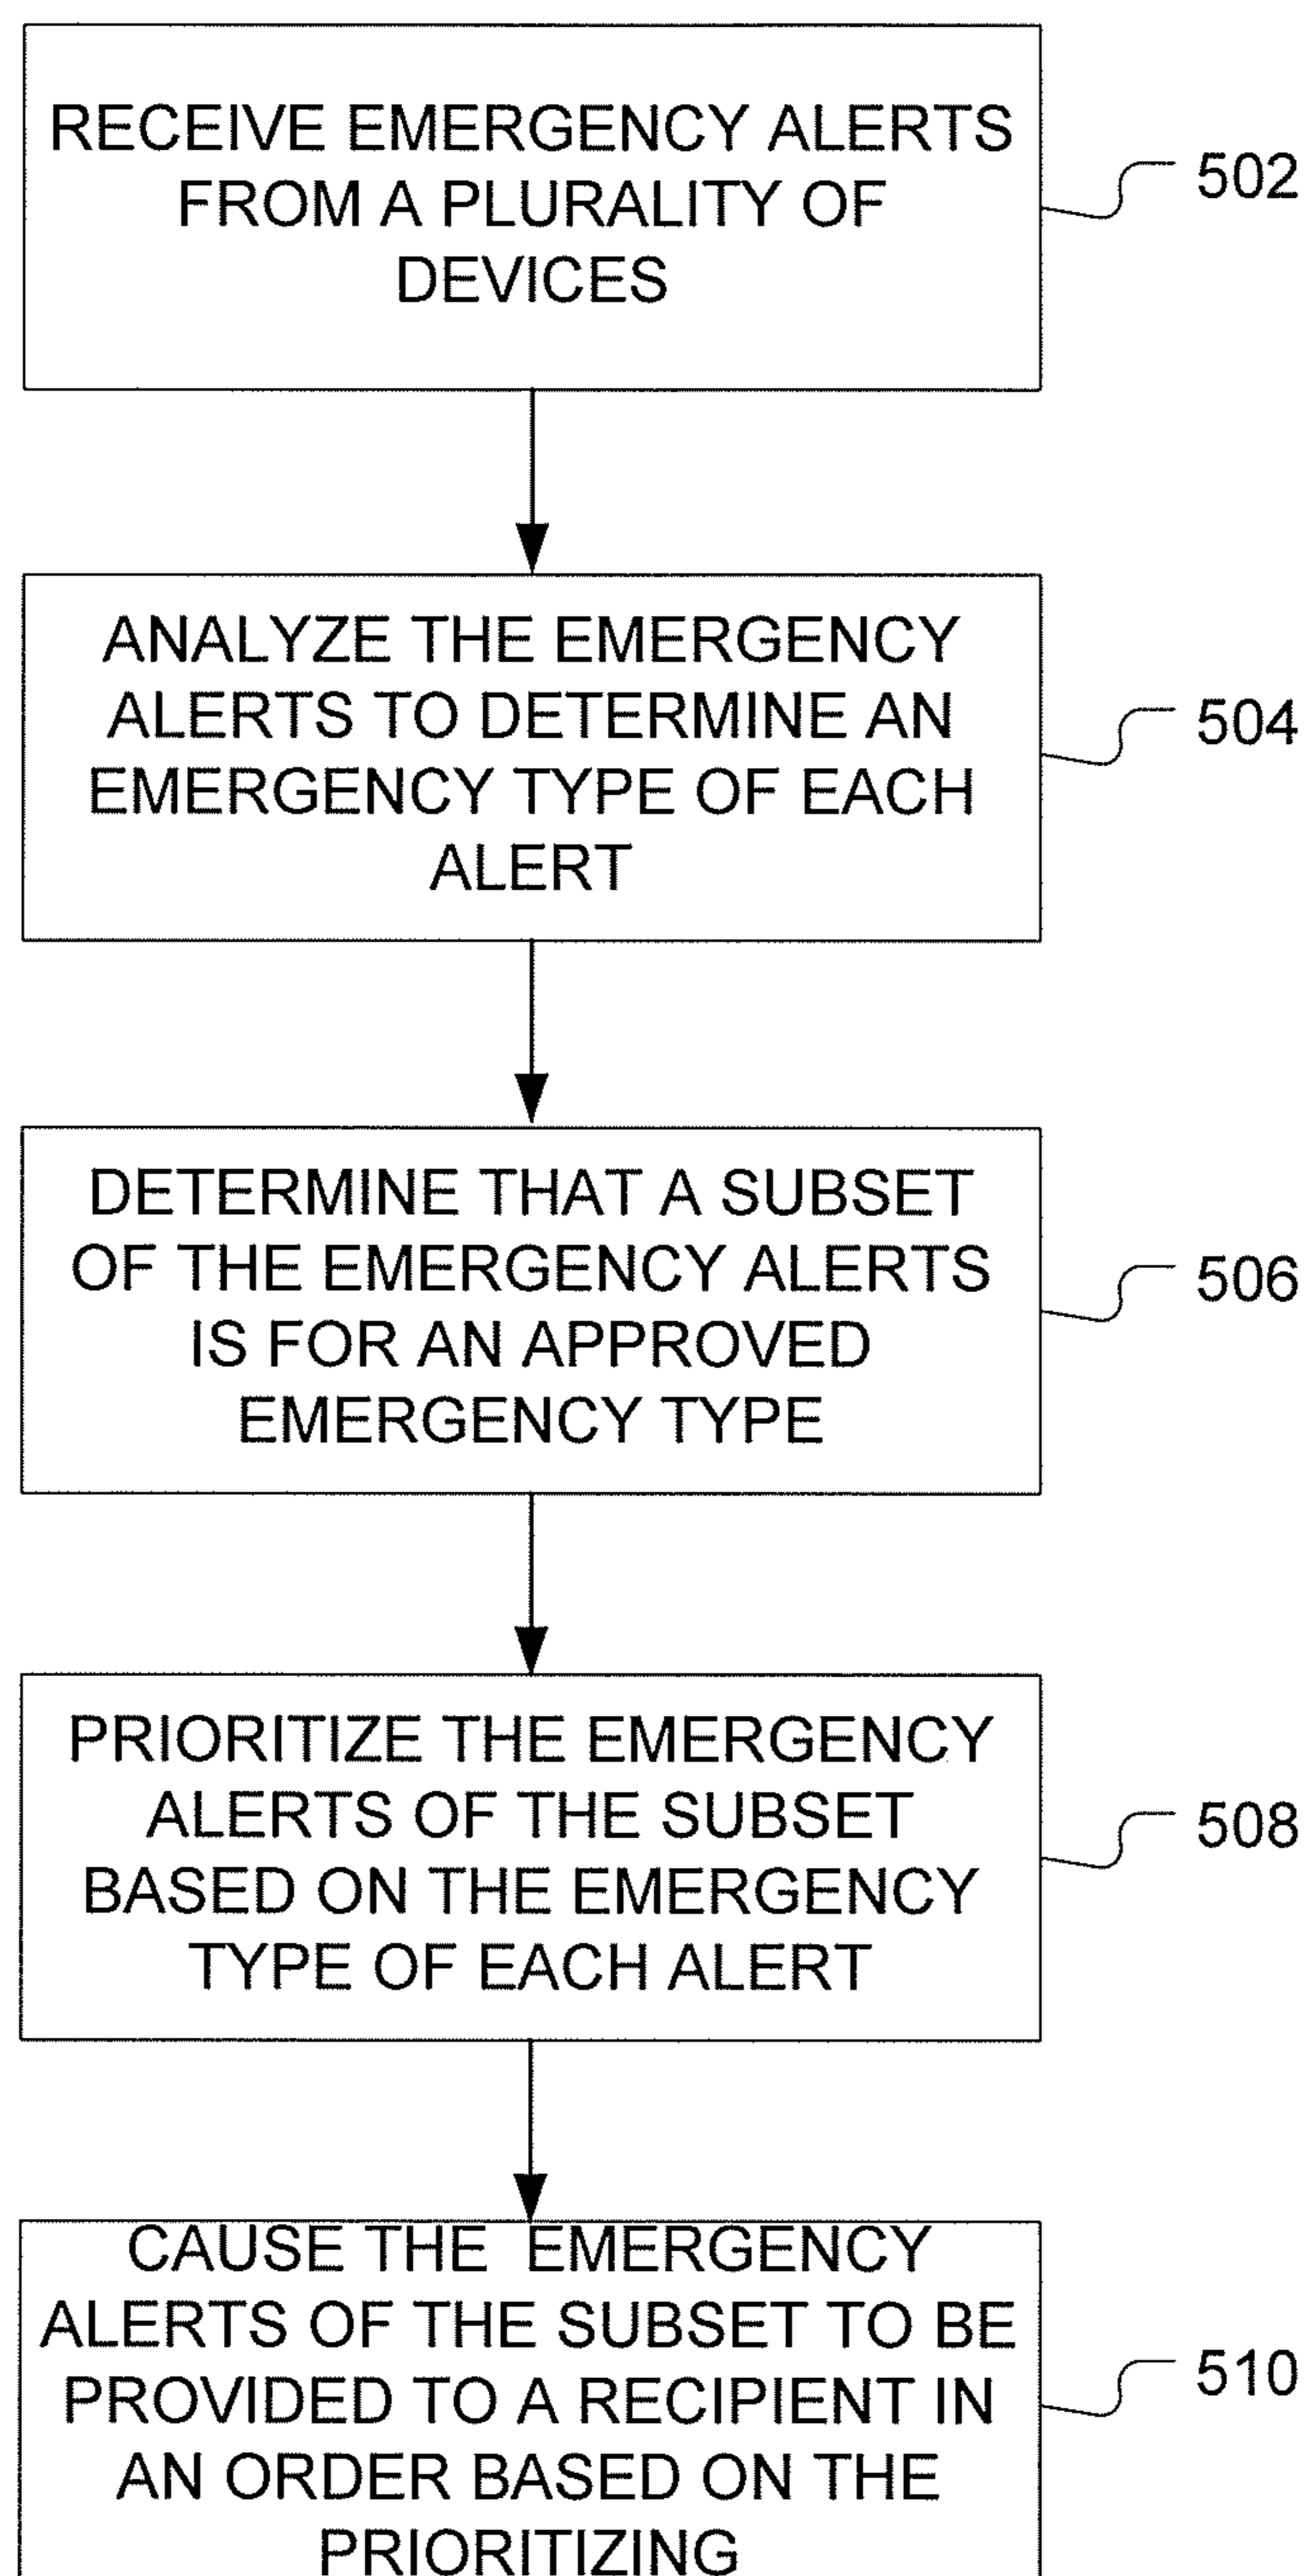 RECEIVE EMERGENCY ALERTS
FROM A PLURALITY OF
DEVICES
502
ANALYZE THE EMERGENCY
ALERTS TO DETERMINE AN
EMERGENCY TYPE OF EACH
ALERT
504
DETERMINE THAT A SUBSET
OF THE EMERGENCY ALERTS
IS FOR AN APPROVED
EMERGENCY TYPE
506
PRIORITIZE THE EMERGENCY
ALERTS OF THE SUBSET
BASED ON THE EMERGENCY
TYPE OF EACH ALERT
508
CAUSE THE EMERGENCY
ALERTS OF THE SUBSET TO BE
PROVIDED TO A RECIPIENT IN
AN ORDER BASED ON THE
PRIORITIZING
510